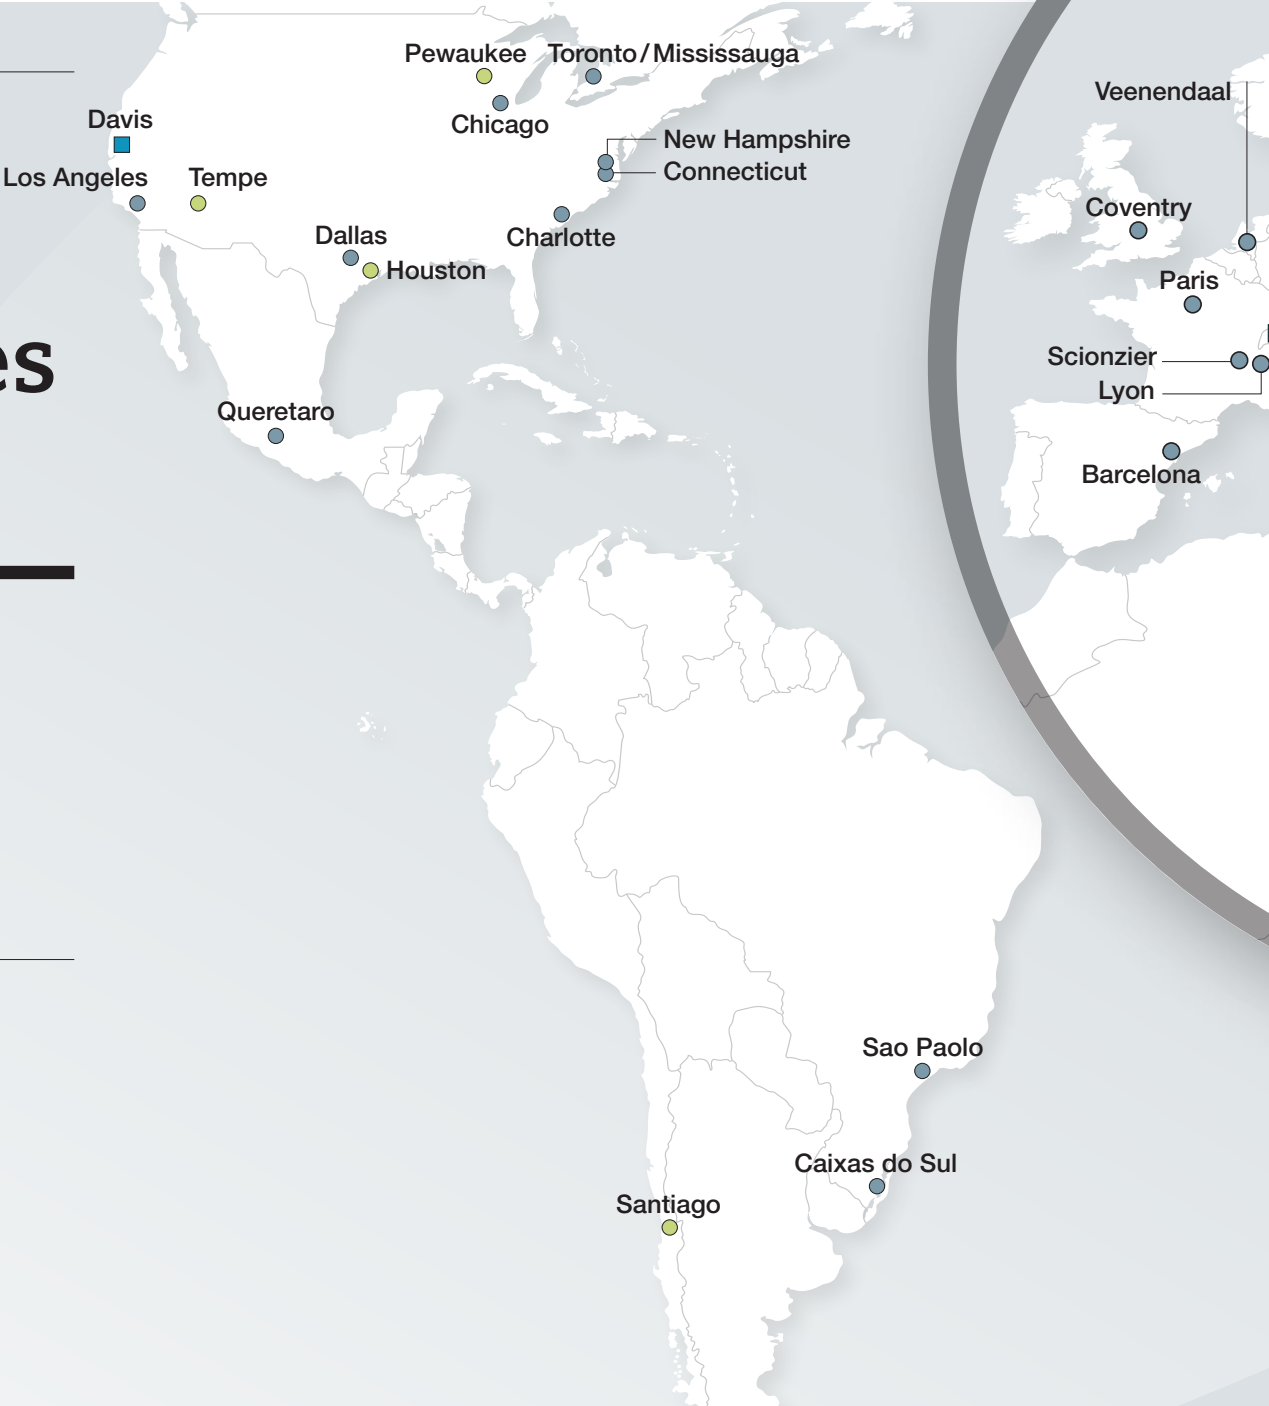 Pewaukee
Toronto/Mississauga
Veenendaal
Davis
Chicago
New Hampshire
Connecticut
Los Angeles
Tempe
Coventry
Dallas
Charlotte
Houston
Paris
es
Scionzier
Lyon
Queretaro
Barcelona
Sao Paolo
Caixas do Sul
Santiago